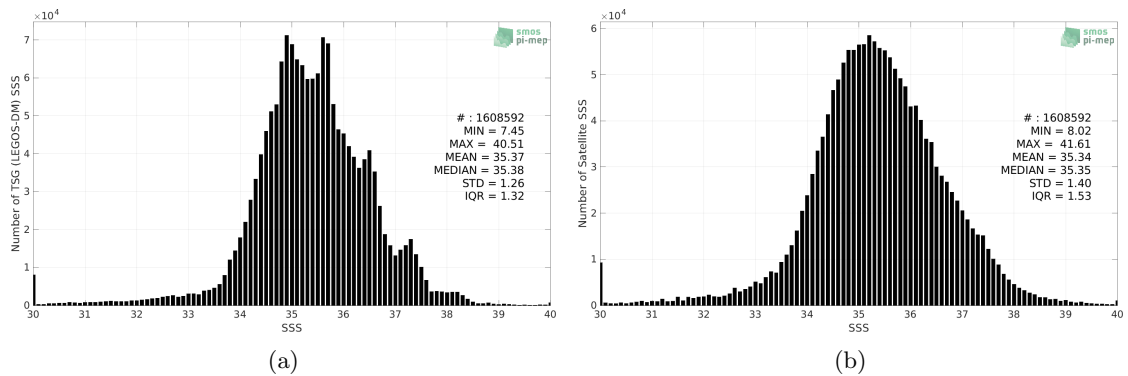 ×10⁴
7
6
5
4
3
2
1
0
Number of TSG (LEGOS-DM) SSS
smos
pi-mep
# : 1608592
MIN = 7.45
MAX = 40.51
MEAN = 35.37
MEDIAN = 35.38
STD = 1.26
IQR = 1.32
30 31 32 33 34 35 36 37 38 39 40
SSS
(a)
×10⁴
6
5
4
3
2
1
0
Number of Satellite SSS
smos
pi-mep
# : 1608592
MIN = 8.02
MAX = 41.61
MEAN = 35.34
MEDIAN = 35.35
STD = 1.40
IQR = 1.53
30 31 32 33 34 35 36 37 38 39 40
SSS
(b)